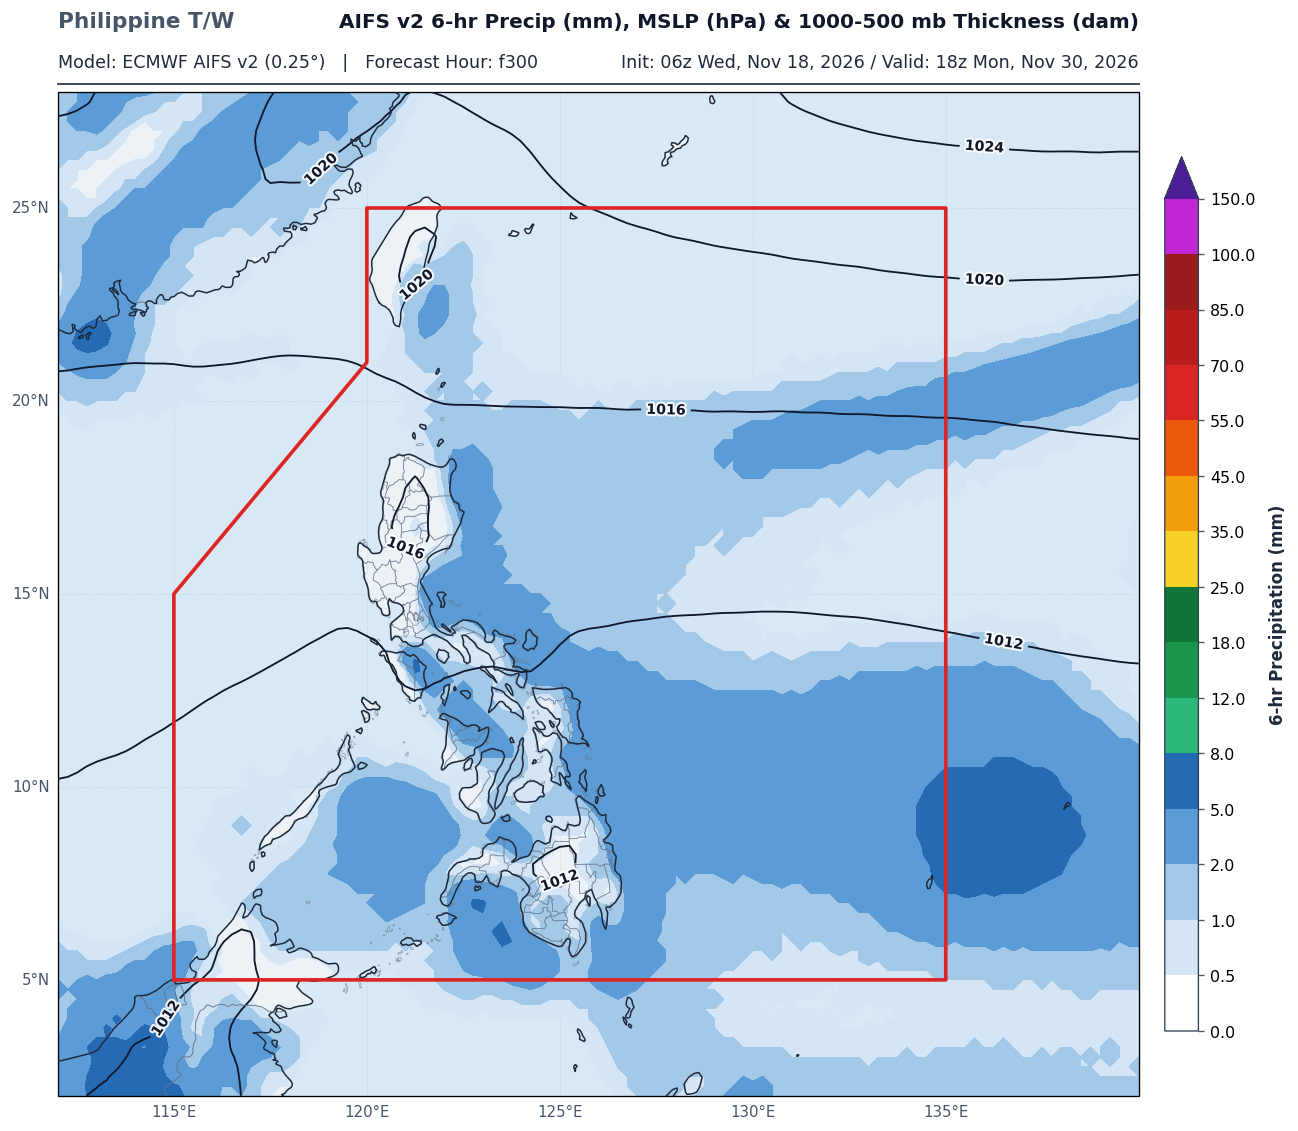 Philippine T/W
AIFS v2 6-hr Precip (mm), MSLP (hPa) & 1000-500 mb Thickness (dam)
Model: ECMWF AIFS v2 (0.25°) | Forecast Hour: f300
Init: 06z Wed, Nov 18, 2026 / Valid: 18z Mon, Nov 30, 2026
1020
1024
25°N
1020
1020
20°N
1016
1016
15°N
1012
10°N
1012
5°N
1012
115°E
120°E
125°E
130°E
135°E
150.0
100.0
85.0
70.0
55.0
45.0
35.0
25.0
18.0
12.0
8.0
5.0
2.0
1.0
0.5
0.0
6-hr Precipitation (mm)